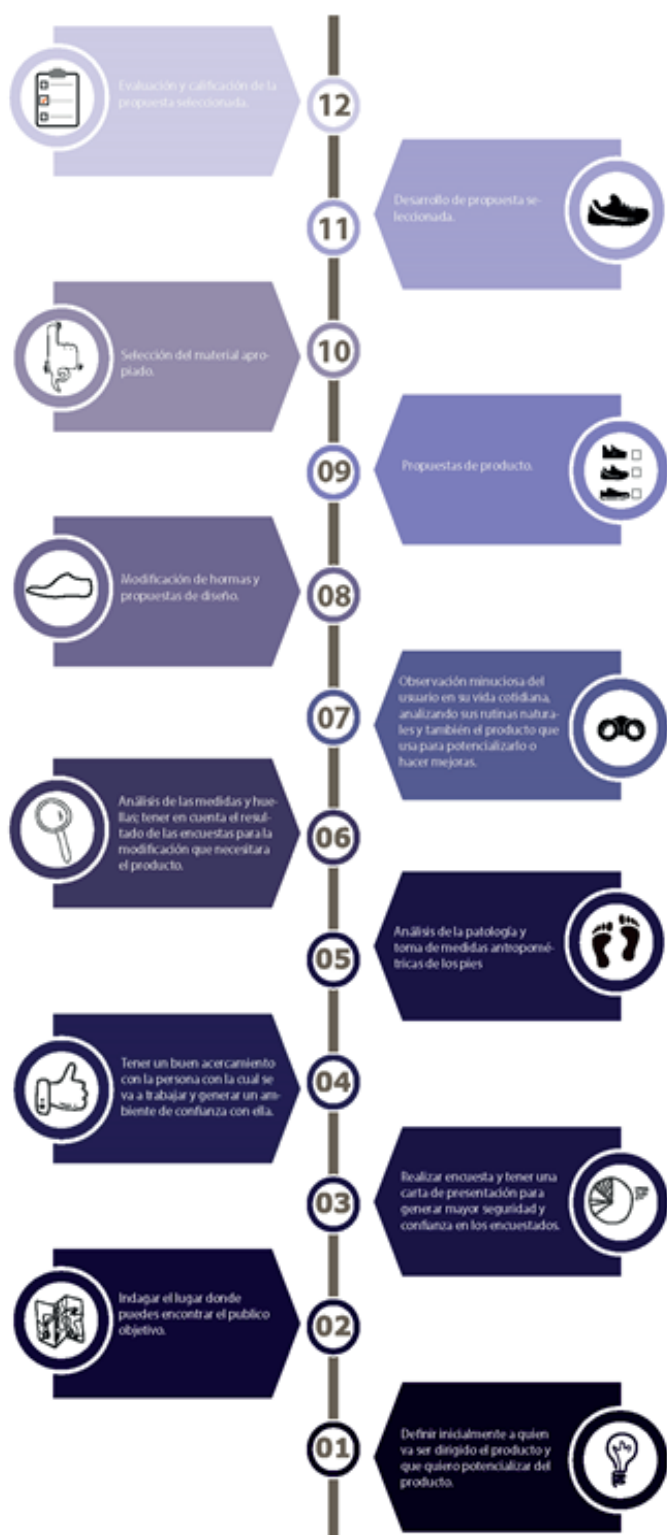 12
Evaluación y calificación de la
propuesta seleccionada.
11
Desarrollo de propuesta se-
leccionada.
10
Selección del material apro-
piado.
09
Propuestas de producto.
08
Modificación de hormas y
propuestas de diseño.
07
Observación minuciosa del
usuario en su vida cotidiana,
analizando sus rutinas natura-
les y también el producto que
usa para potencializarlo o
hacer mejoras.
06
Análisis de las medidas y hue-
llas; tener en cuenta el resul-
tado de las encuestas para la
modificación que necesitara
el producto.
05
Análisis de la patología y
toma de medidas antropomé-
tricas de los pies
04
Tener un buen acercamiento
con la persona con la cual se
va a trabajar y generar un am-
biente de confianza con ella.
03
Realizar encuesta y tener una
carta de presentación para
generar mayor seguridad y
confianza en los encuestados.
02
Indagar el lugar donde
puedes encontrar el publico
objetivo.
01
Definir inicialmente a quien
va ser dirigido el producto y
que quiero potencializar del
producto.